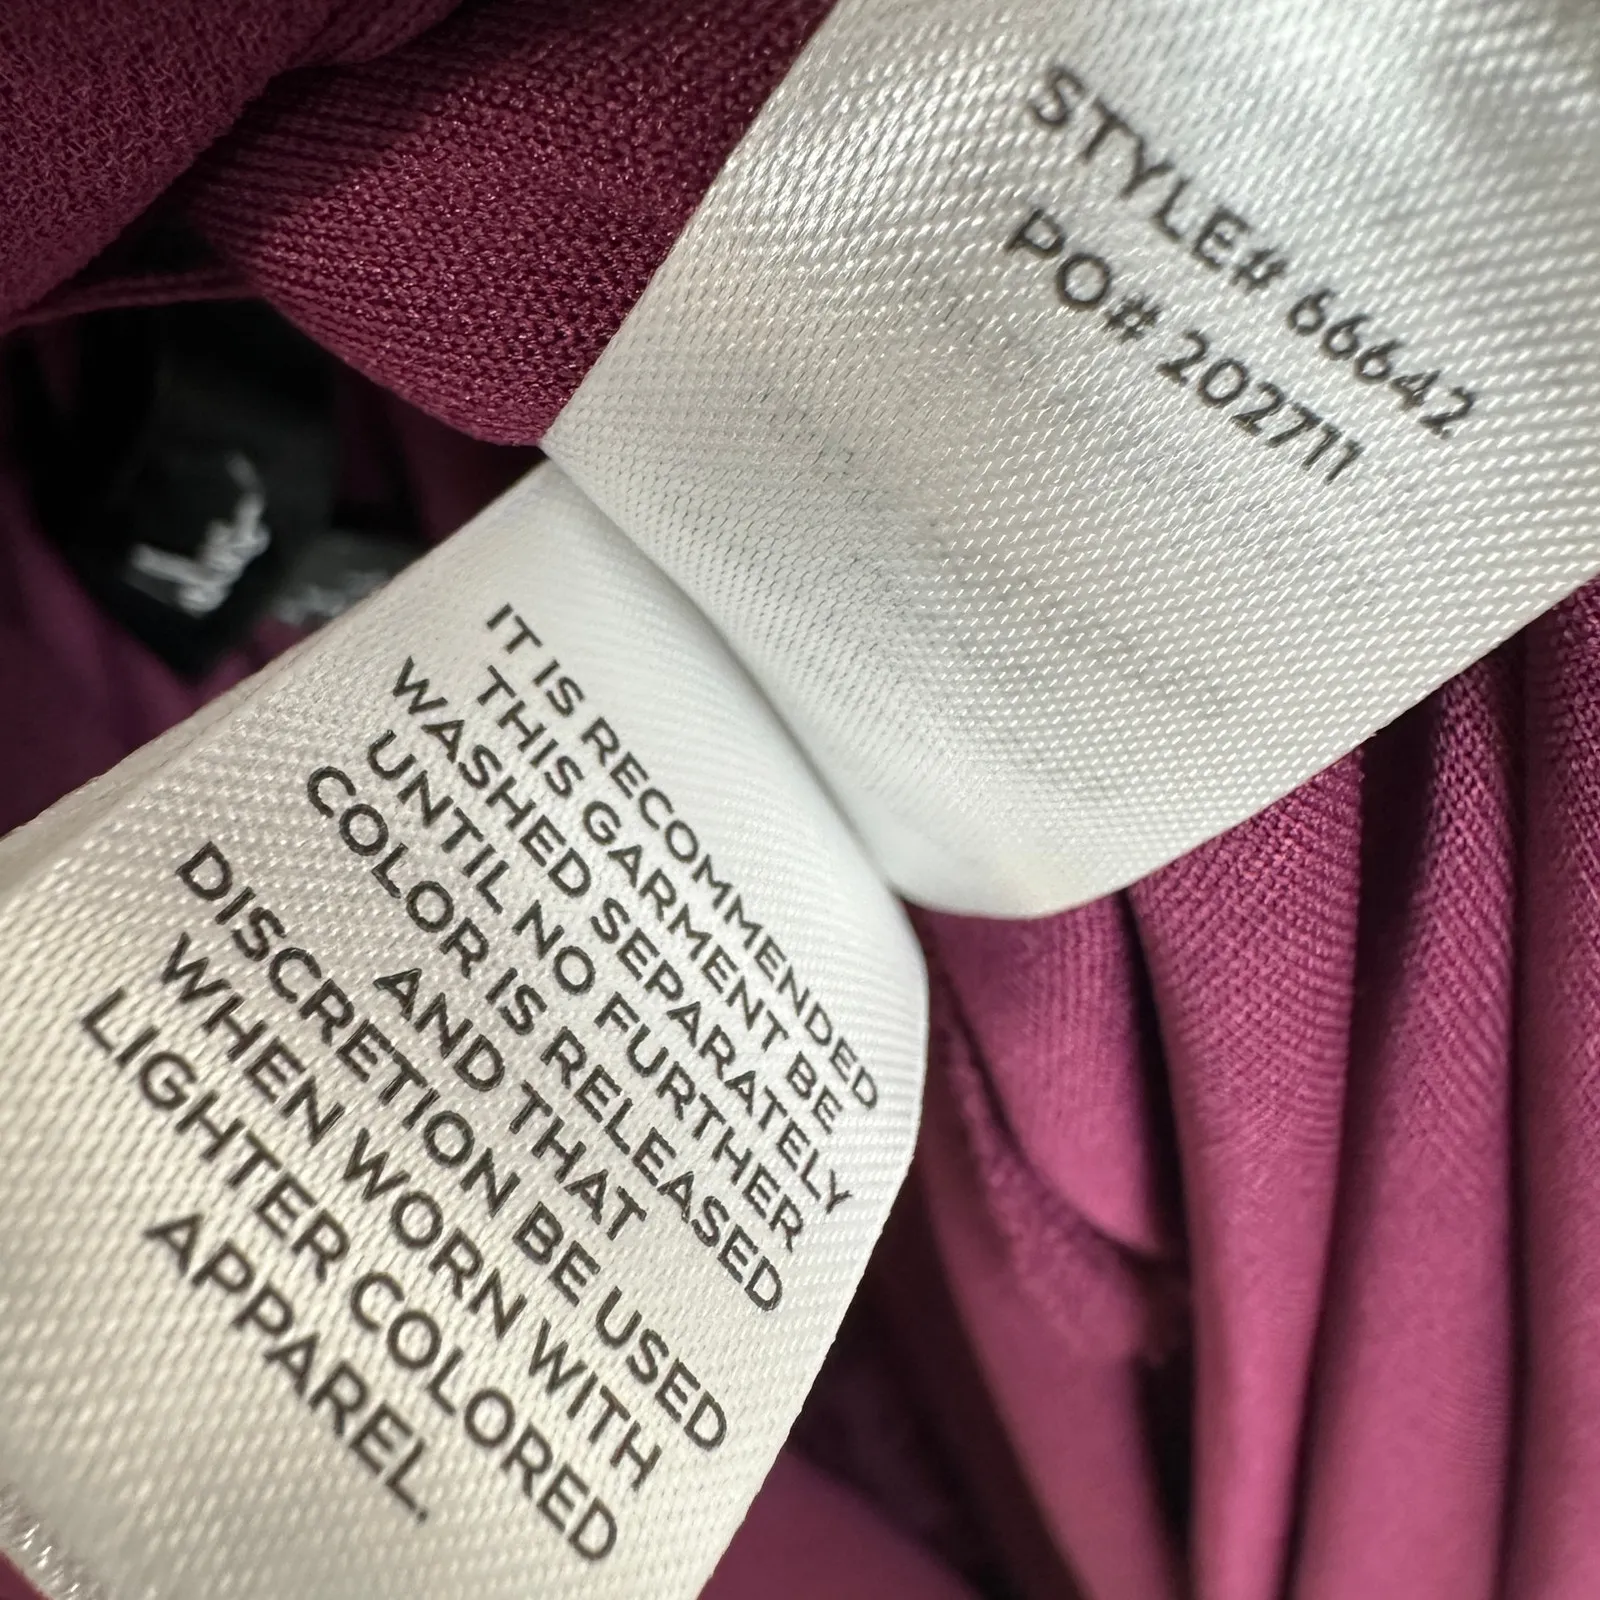 STYLE# 66642
PO# 202711
IT IS RECOMMENDED
THIS GARMENT BE
WASHED SEPARATELY
UNTIL NO FURTHER
COLOR IS RELEASED
AND THAT
DISCRETION BE USED
WHEN WORN WITH
LIGHTER COLORED
APPAREL.